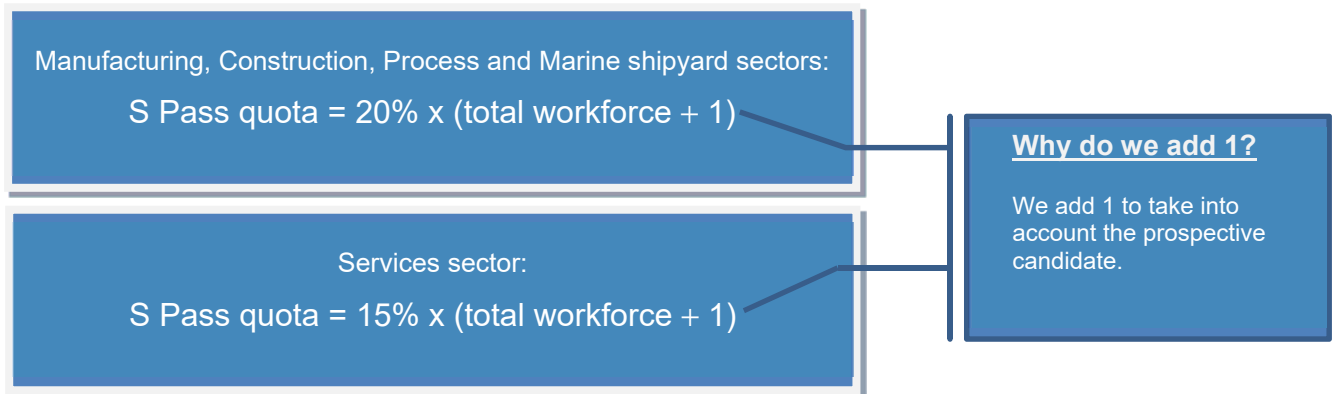 Manufacturing, Construction, Process and Marine shipyard sectors:
S Pass quota = 20% x (total workforce + 1)
Why do we add 1?
We add 1 to take into
account the prospective
candidate.
Services sector:
S Pass quota = 15% x (total workforce + 1)